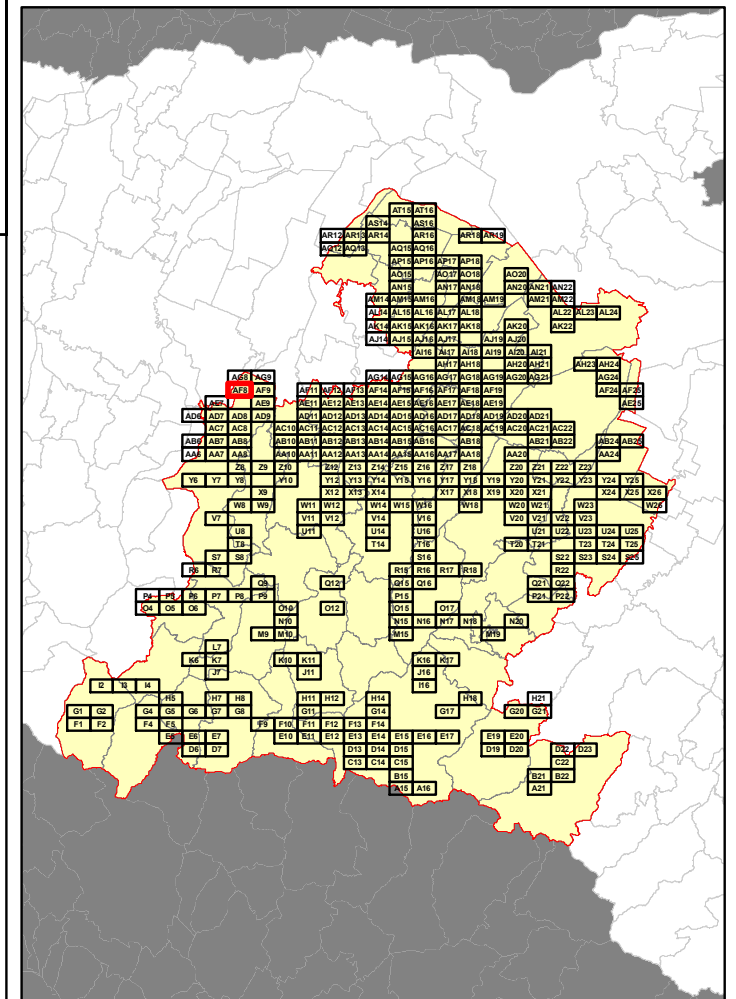 AT15 AT16
AS14 AS16
AR12 AR13 AR14 AR16 AR18 AR19
AQ12 AQ13 AQ15 AQ16
AP15 AP16 AP17 AP18
AO15 AO17 AO18 AO20
AN15 AN17 AN18 AN20 AN21 AN22
AM14 AM15 AM16 AM18 AM19 AM21 AM22
AL14 AL15 AL16 AL17 AL18 AL22 AL23 AL24
AK14 AK15 AK16 AK17 AK18 AK20 AK22
AJ14 AJ15 AJ16 AJ17 AJ19 AJ20
AI16 AI17 AI18 AI19 AI20 AI21
AH17 AH18 AH20 AH21 AH23 AH24
AG8 AG9 AG14 AG15 AG16 AG17 AG18 AG19 AG20 AG21 AG24
AF8 AF9 AF11 AF12 AF13 AF14 AF15 AF16 AF17 AF18 AF19 AF24 AF25
AE7 AE9 AE11 AE12 AE13 AE14 AE15 AE16 AE17 AE18 AE19 AE25
AD6 AD7 AD8 AD9 AD11 AD12 AD13 AD14 AD15 AD16 AD17 AD18 AD19 AD20 AD21
AC7 AC8 AC10 AC11 AC12 AC13 AC14 AC15 AC16 AC17 AC18 AC19 AC20 AC21 AC22
AB6 AB7 AB8 AB10 AB11 AB12 AB13 AB14 AB15 AB16 AB18 AB21 AB22 AB24 AB25
AA6 AA7 AA8 AA10 AA11 AA12 AA13 AA14 AA15 AA16 AA17 AA18 AA20 AA24
Z8 Z9 Z10 Z12 Z13 Z14 Z15 Z16 Z17 Z18 Z20 Z21 Z22 Z23
Y6 Y7 Y8 Y10 Y12 Y13 Y14 Y15 Y16 Y17 Y18 Y19 Y20 Y21 Y22 Y23 Y24 Y25
X9 X12 X13 X14 X17 X18 X19 X20 X21 X24 X25 X26
W8 W9 W11 W12 W14 W15 W16 W18 W20 W21 W23 W26
V7 V11 V12 V14 V16 V20 V21 V22 V23
U8 U11 U14 U16 U21 U22 U23 U24 U25
T8 T14 T16 T20 T21 T23 T24 T25
S7 S8 S16 S22 S23 S24 S25
R6 R7 R15 R16 R17 R18 R22
Q9 Q12 Q15 Q16 Q21 Q22
P4 P5 P6 P7 P8 P9 P15 P21 P22
O4 O5 O6 O10 O12 O15 O17
N10 N15 N16 N17 N18 N20
M9 M10 M15 M19
L7
K6 K7 K10 K11 K16 K17
J7 J11 J16
I2 I3 I4 I16
H5 H7 H8 H11 H12 H14 H18 H21
G1 G2 G4 G5 G6 G7 G8 G11 G14 G17 G20 G21
F1 F2 F4 F5 F9 F10 F11 F12 F13 F14
E5 E6 E7 E10 E11 E12 E13 E14 E15 E16 E17 E19 E20
D6 D7 D13 D14 D15 D19 D20 D22 D23
C13 C14 C15 C22
B15 B21 B22
A15 A16 A21